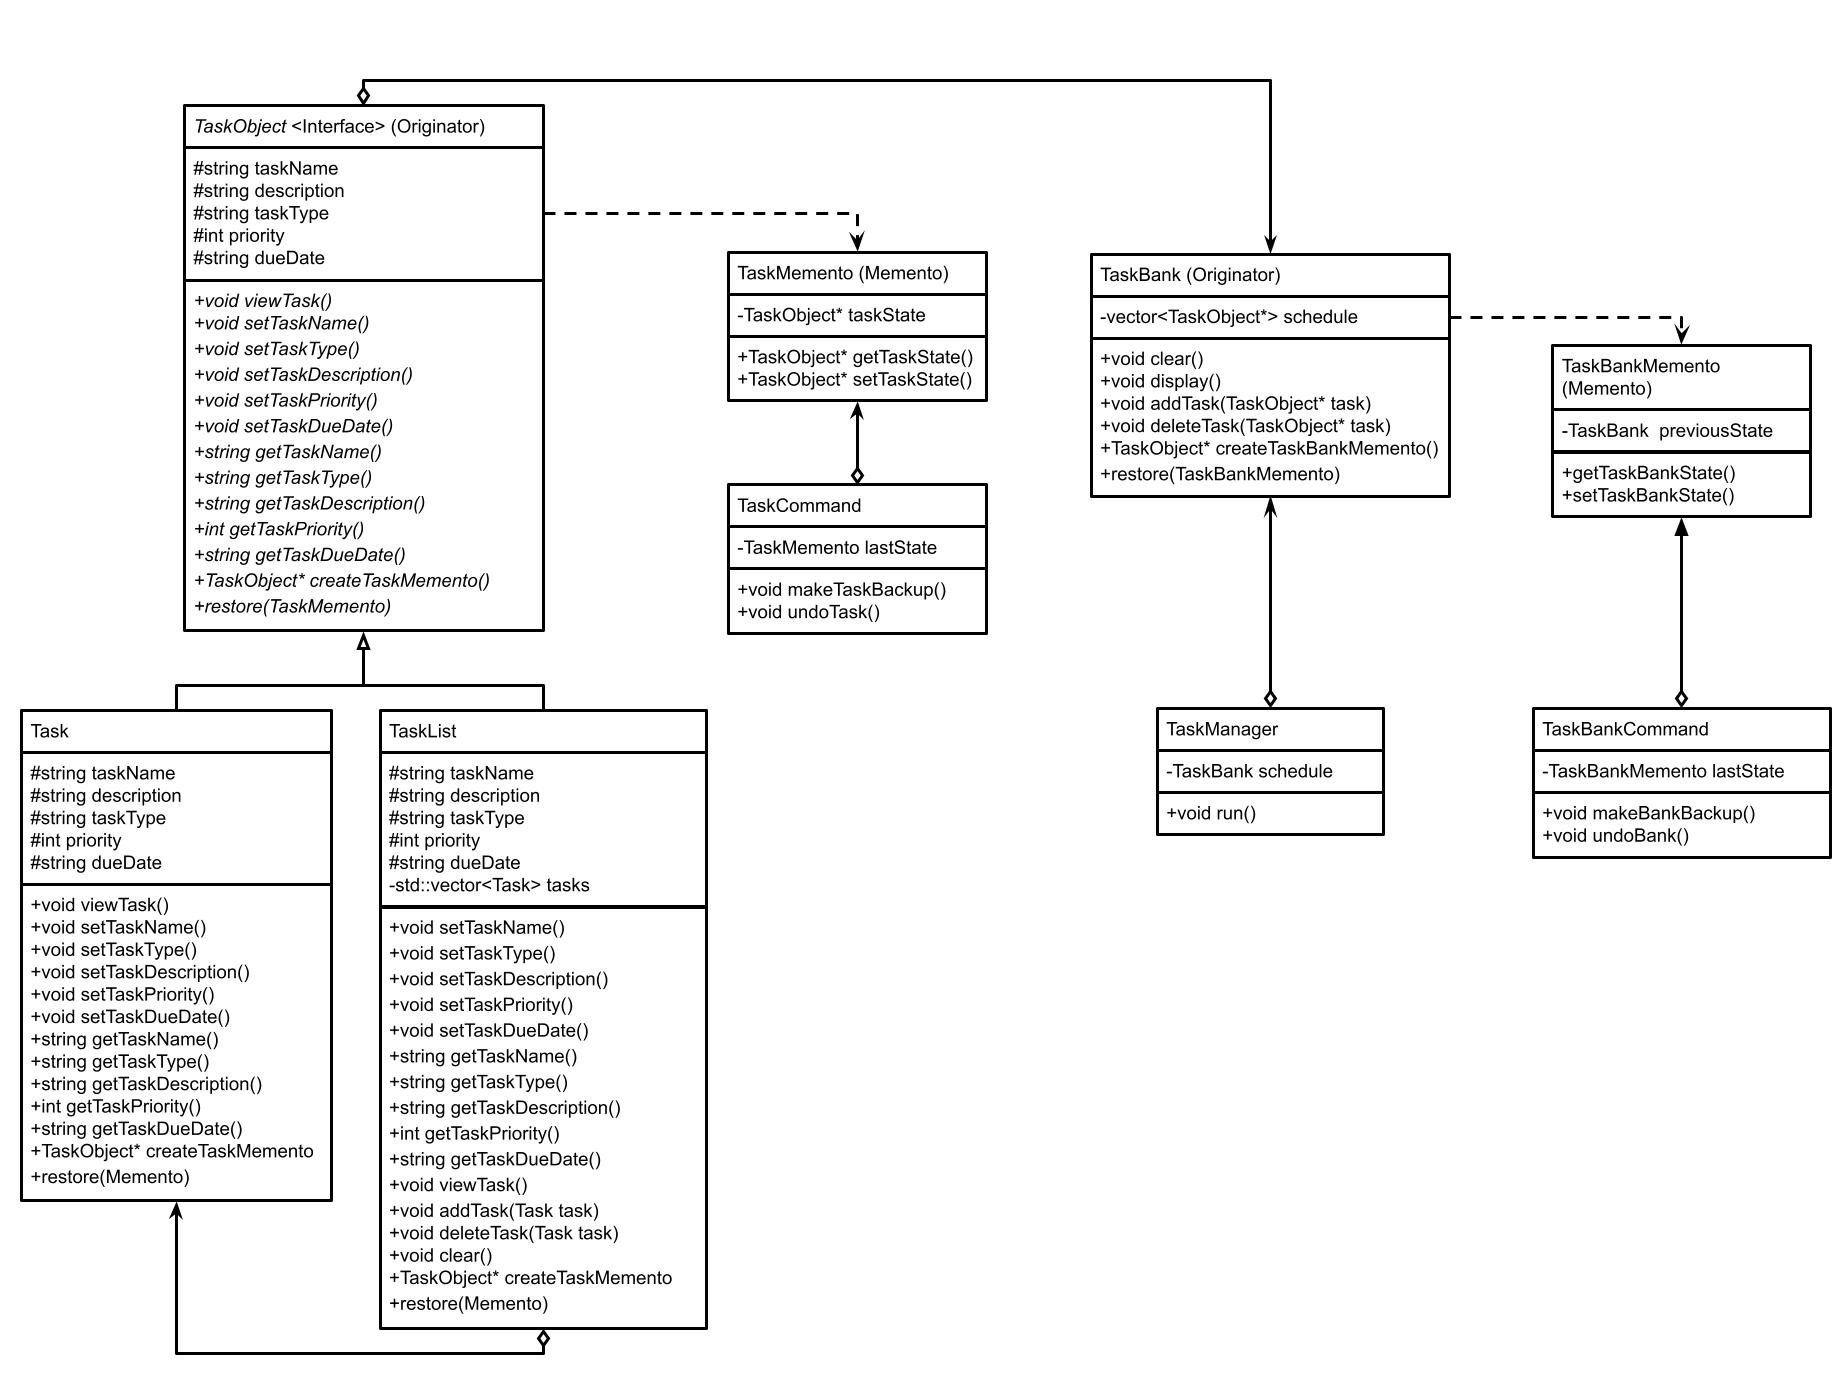 TaskObject <Interface> (Originator)
#string taskName
#string description
#string taskType
#int priority
#string dueDate
+void viewTask()
+void setTaskName()
+void setTaskType()
+void setTaskDescription()
+void setTaskPriority()
+void setTaskDueDate()
+string getTaskName()
+string getTaskType()
+string getTaskDescription()
+int getTaskPriority()
+string getTaskDueDate()
+TaskObject* createTaskMemento()
+restore(TaskMemento)
TaskMemento (Memento)
-TaskObject* taskState
+TaskObject* getTaskState()
+TaskObject* setTaskState()
TaskCommand
-TaskMemento lastState
+void makeTaskBackup()
+void undoTask()
TaskBank (Originator)
-vector<TaskObject*> schedule
+void clear()
+void display()
+void addTask(TaskObject* task)
+void deleteTask(TaskObject* task)
+TaskObject* createTaskBankMemento()
+restore(TaskBankMemento)
TaskBankMemento
(Memento)
-TaskBank  previousState
+getTaskBankState()
+setTaskBankState()
Task
#string taskName
#string description
#string taskType
#int priority
#string dueDate
+void viewTask()
+void setTaskName()
+void setTaskType()
+void setTaskDescription()
+void setTaskPriority()
+void setTaskDueDate()
+string getTaskName()
+string getTaskType()
+string getTaskDescription()
+int getTaskPriority()
+string getTaskDueDate()
+TaskObject* createTaskMemento
+restore(Memento)
TaskList
#string taskName
#string description
#string taskType
#int priority
#string dueDate
-std::vector<Task> tasks
+void setTaskName()
+void setTaskType()
+void setTaskDescription()
+void setTaskPriority()
+void setTaskDueDate()
+string getTaskName()
+string getTaskType()
+string getTaskDescription()
+int getTaskPriority()
+string getTaskDueDate()
+void viewTask()
+void addTask(Task task)
+void deleteTask(Task task)
+void clear()
+TaskObject* createTaskMemento
+restore(Memento)
TaskManager
-TaskBank schedule
+void run()
TaskBankCommand
-TaskBankMemento lastState
+void makeBankBackup()
+void undoBank()